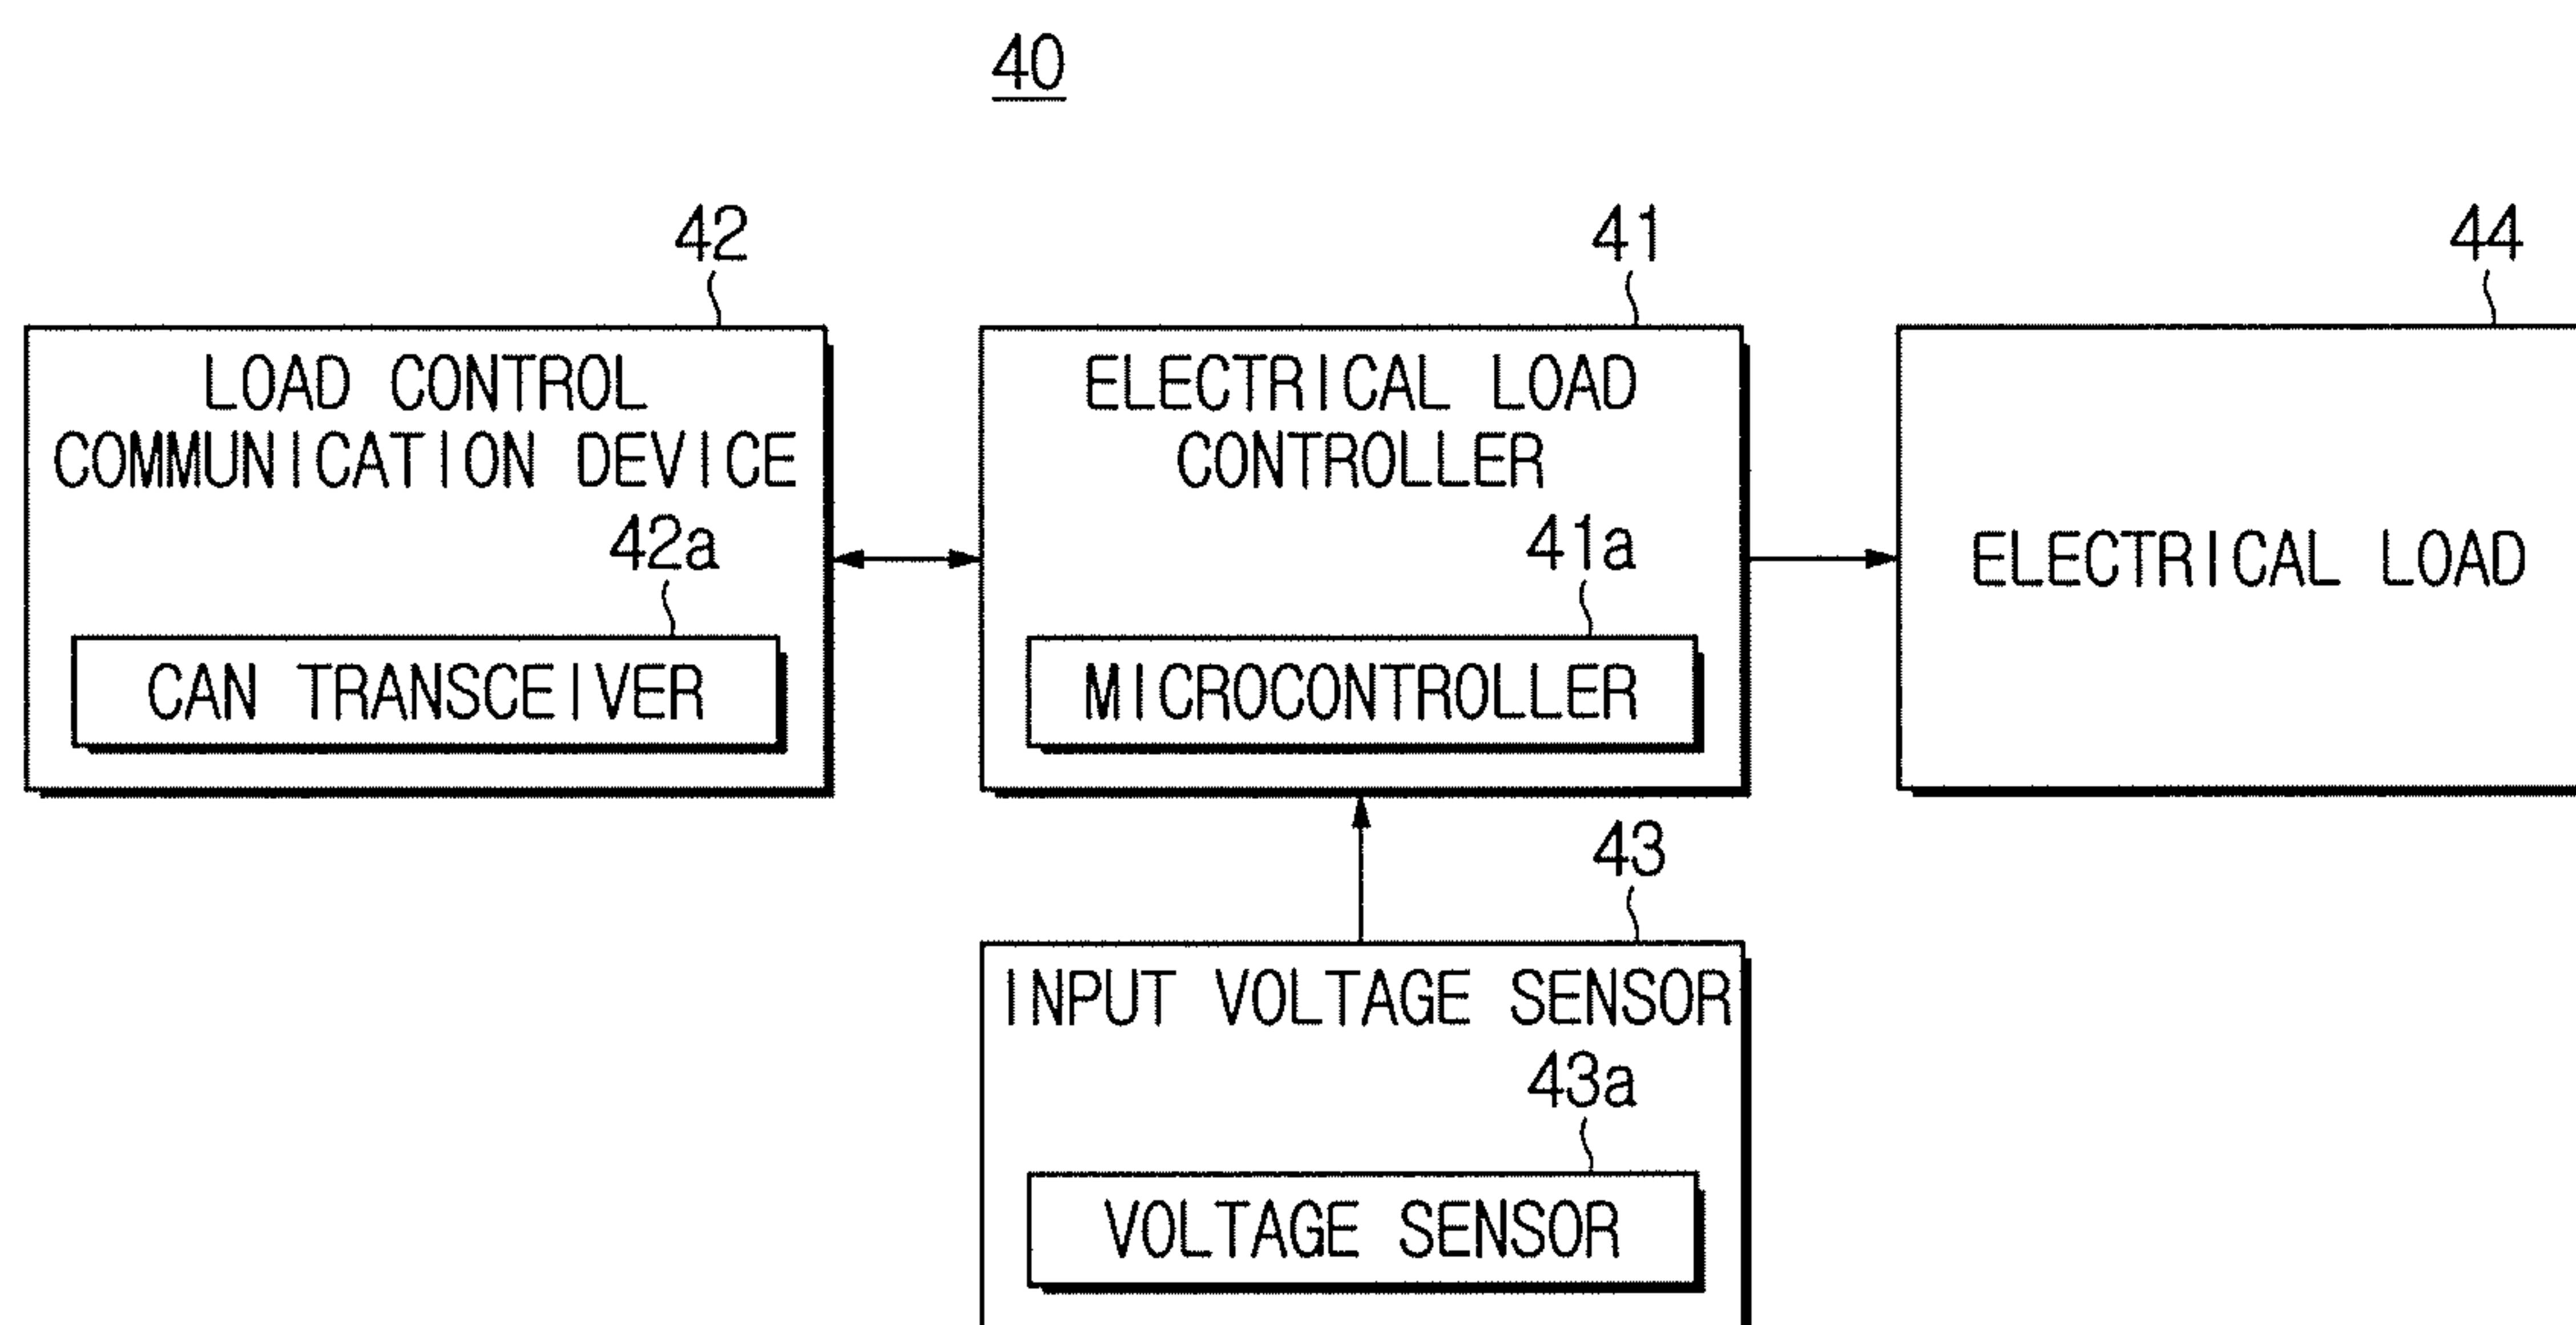 40
42
41
44
LOAD CONTROL
COMMUNICATION DEVICE
ELECTRICAL LOAD
CONTROLLER
42a
41a
ELECTRICAL LOAD
CAN TRANSCEIVER
MICROCONTROLLER
43
INPUT VOLTAGE SENSOR
43a
VOLTAGE SENSOR